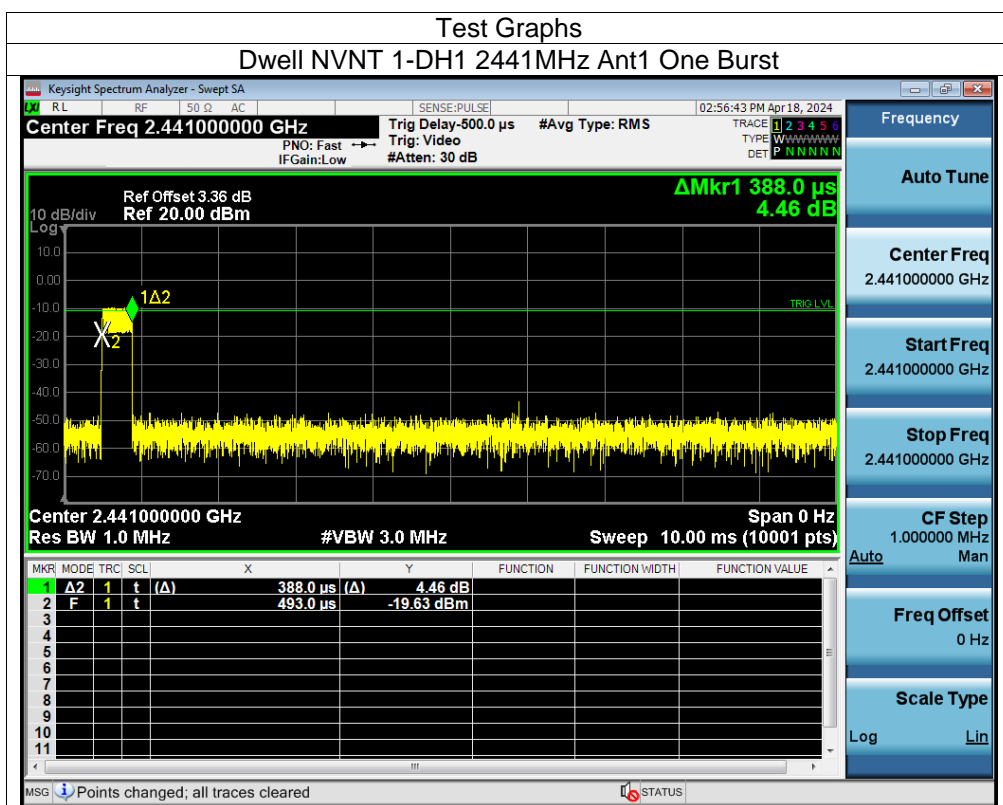 Test Graphs
Dwell NVNT 1-DH1 2441MHz Ant1 One Burst
Keysight Spectrum Analyzer - Swept SA
LXI RL RF 50 Ω AC SENSE:PULSE 02:56:43 PM Apr 18, 2024
Center Freq 2.441000000 GHz
PNO: Fast
IFGain:Low
Trig Delay-500.0 µs #Avg Type: RMS
Trig: Video
#Atten: 30 dB
TRACE 1 2 3 4 5 6
TYPE WWWWWW
DET P N N N N N
Ref Offset 3.36 dB
10 dB/div Ref 20.00 dBm
Log
ΔMkr1 388.0 µs
4.46 dB
10.0
0.00
-10.0
-20.0
-30.0
-40.0
-50.0
-60.0
-70.0
1Δ2
X2
TRIG LVL
Center 2.441000000 GHz Span 0 Hz
Res BW 1.0 MHz #VBW 3.0 MHz Sweep 10.00 ms (10001 pts)
MKR MODE TRC SCL X Y FUNCTION FUNCTION WIDTH FUNCTION VALUE
1 Δ2 1 t (Δ) 388.0 µs (Δ) 4.46 dB
2 F 1 t 493.0 µs -19.63 dBm
3
4
5
6
7
8
9
10
11
MSG Points changed; all traces cleared STATUS
Frequency
Auto Tune
Center Freq
2.441000000 GHz
Start Freq
2.441000000 GHz
Stop Freq
2.441000000 GHz
CF Step
1.000000 MHz
Auto Man
Freq Offset
0 Hz
Scale Type
Log Lin